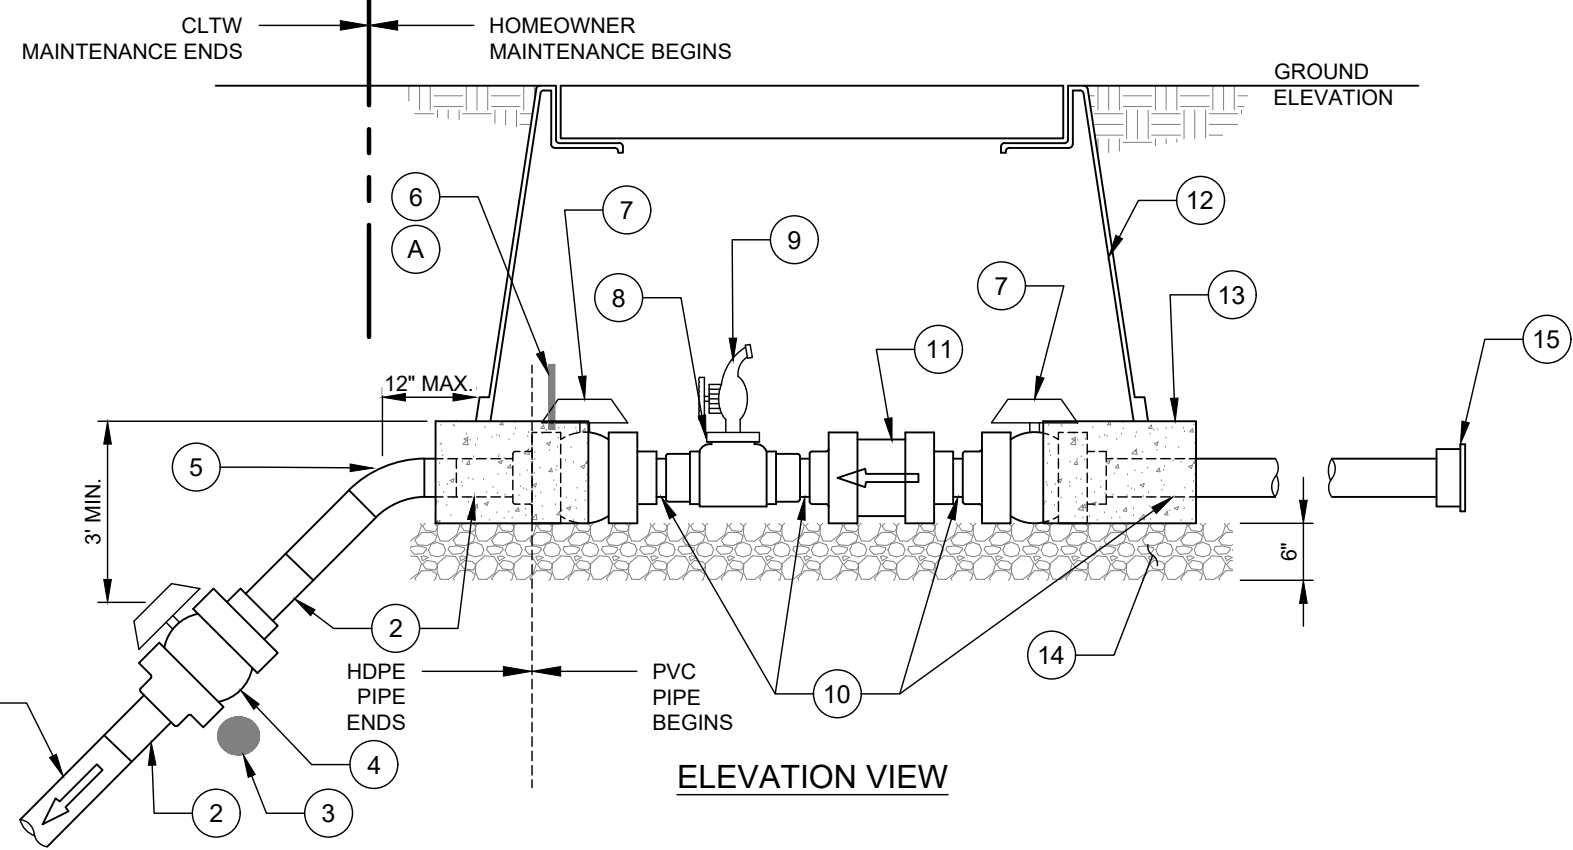 CLTW
MAINTENANCE ENDS
HOMEOWNER
MAINTENANCE BEGINS
GROUND
ELEVATION
6
A
7
9
12
8
7
13
11
15
12" MAX.
5
3' MIN.
6"
2
14
HDPE
PIPE
ENDS
PVC
PIPE
BEGINS
10
4
ELEVATION VIEW
2
3